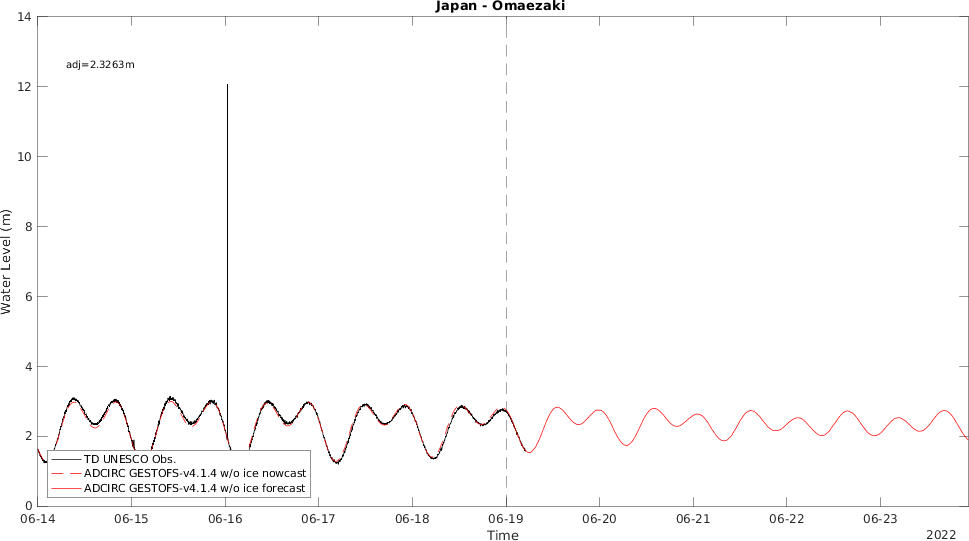 Japan - Omaezaki
14
adj=2.3263m
12
10
8
Water Level (m)
6
4
2
0
TD UNESCO Obs.
ADCIRC GESTOFS-v4.1.4 w/o ice nowcast
ADCIRC GESTOFS-v4.1.4 w/o ice forecast
06-14 06-15 06-16 06-17 06-18 06-19 06-20 06-21 06-22 06-23
Time
2022